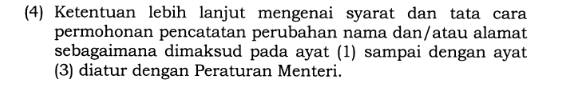 (4) Ketentuan lebih lanjut mengenai syarat dan tata cara
permohonan pencatatan perubahan nama dan/atau alamat
sebagaimana dimaksud pada ayat (1) sampai dengan ayat
(3) diatur dengan Peraturan Menteri.